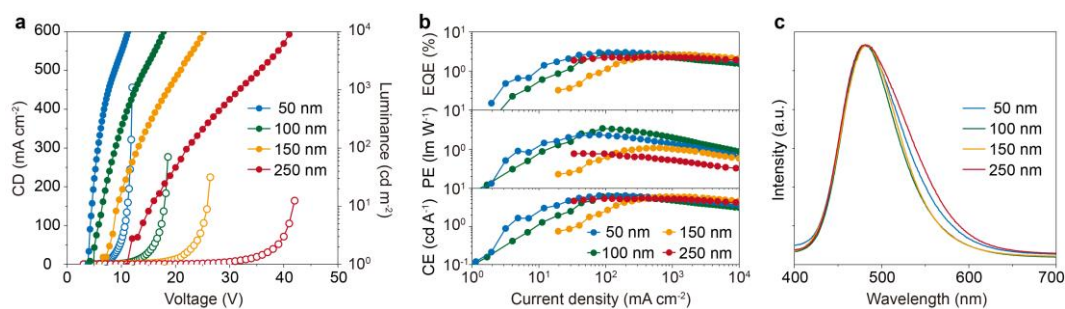 a
600
500
400
300
200
100
0
CD (mA cm⁻²)
0 10 20 30 40 50
Voltage (V)
10⁴
10³
10²
10¹
10⁰
Luminance (cd m⁻²)
50 nm
100 nm
150 nm
250 nm
b
10¹
10⁰
10¹
EQE (%)
10⁰
10¹
PE (lm W⁻¹)
10⁰
10⁻¹
CE (cd A⁻¹)
50 nm 150 nm
100 nm 250 nm
10⁰ 10¹ 10² 10³ 10⁴
Current density (mA cm⁻²)
c
Intensity (a.u.)
50 nm
100 nm
150 nm
250 nm
400 500 600 700
Wavelength (nm)